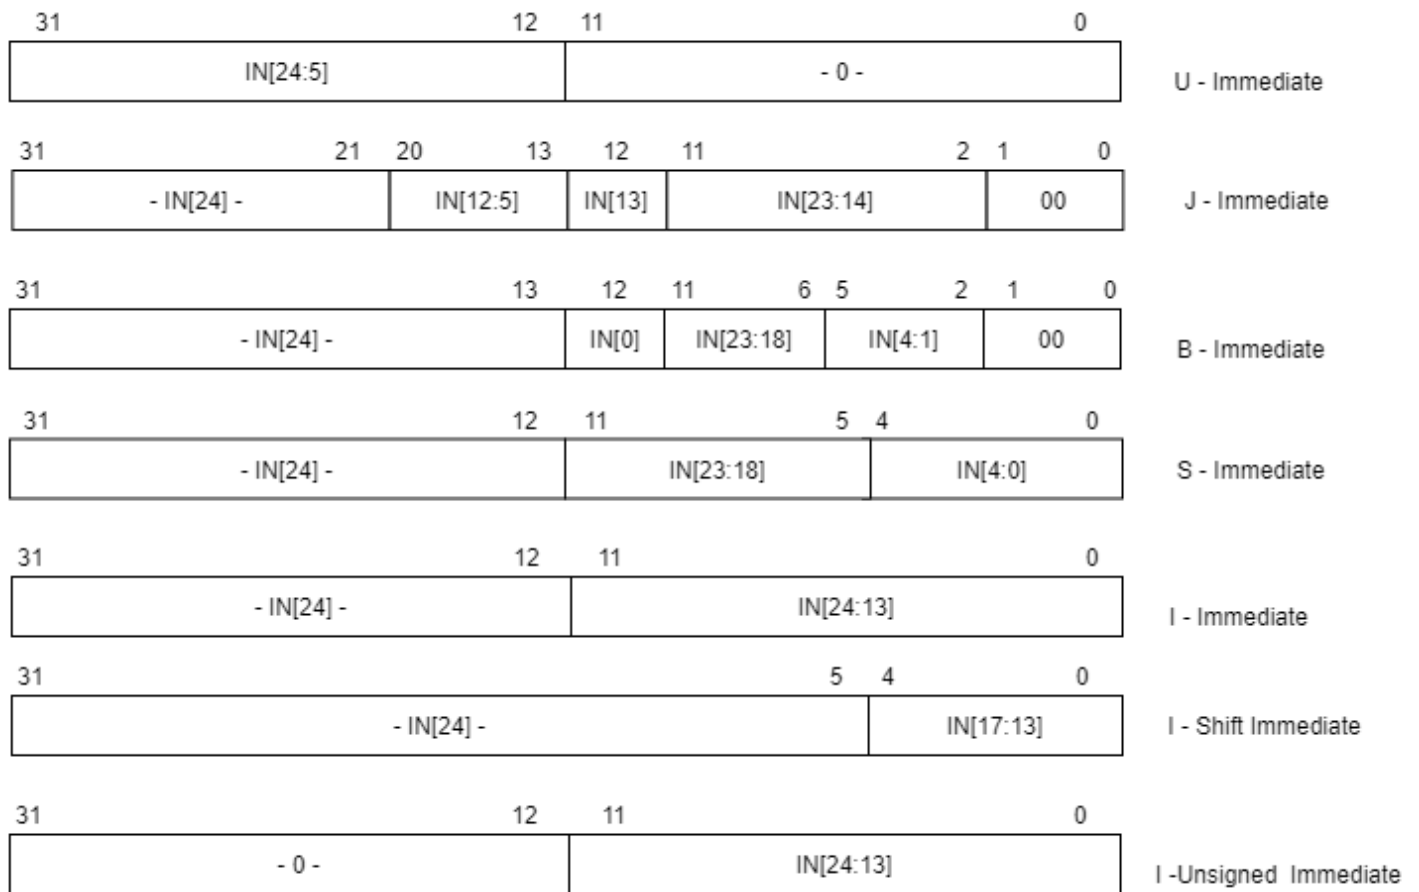 31 12 11 0
IN[24:5] - 0 - U - Immediate
31 21 20 13 12 11 2 1 0
- IN[24] - IN[12:5] IN[13] IN[23:14] 00 J - Immediate
31 13 12 11 6 5 2 1 0
- IN[24] - IN[0] IN[23:18] IN[4:1] 00 B - Immediate
31 12 11 5 4 0
- IN[24] - IN[23:18] IN[4:0] S - Immediate
31 12 11 0
- IN[24] - IN[24:13] I - Immediate
31 5 4 0
- IN[24] - IN[17:13] I - Shift Immediate
31 12 11 0
- 0 - IN[24:13] I -Unsigned Immediate